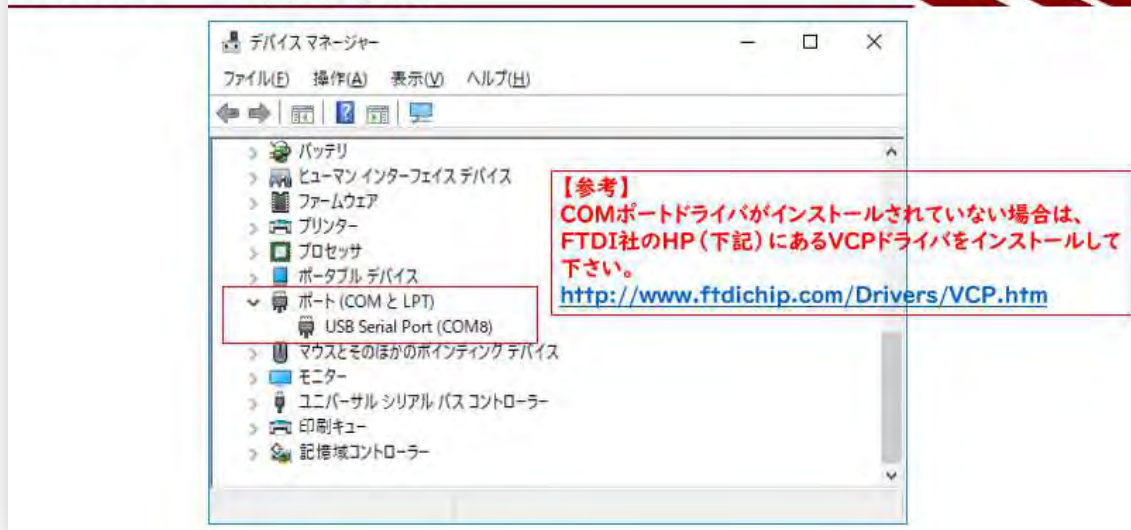 デバイス マネージャー
ファイル(F) 操作(A) 表示(V) ヘルプ(H)
バッテリ
ヒューマン インターフェイス デバイス
ファームウェア
プリンター
プロセッサ
ポータブル デバイス
ポート (COM と LPT)
USB Serial Port (COM8)
マウスとそのほかのポインティング デバイス
モニター
ユニバーサル シリアル バス コントローラー
印刷キュー
記憶域コントローラー
【参考】
COMポートドライバがインストールされていない場合は、
FTDI社のHP(下記)にあるVCPドライバをインストールして
下さい。
http://www.ftdichip.com/Drivers/VCP.htm